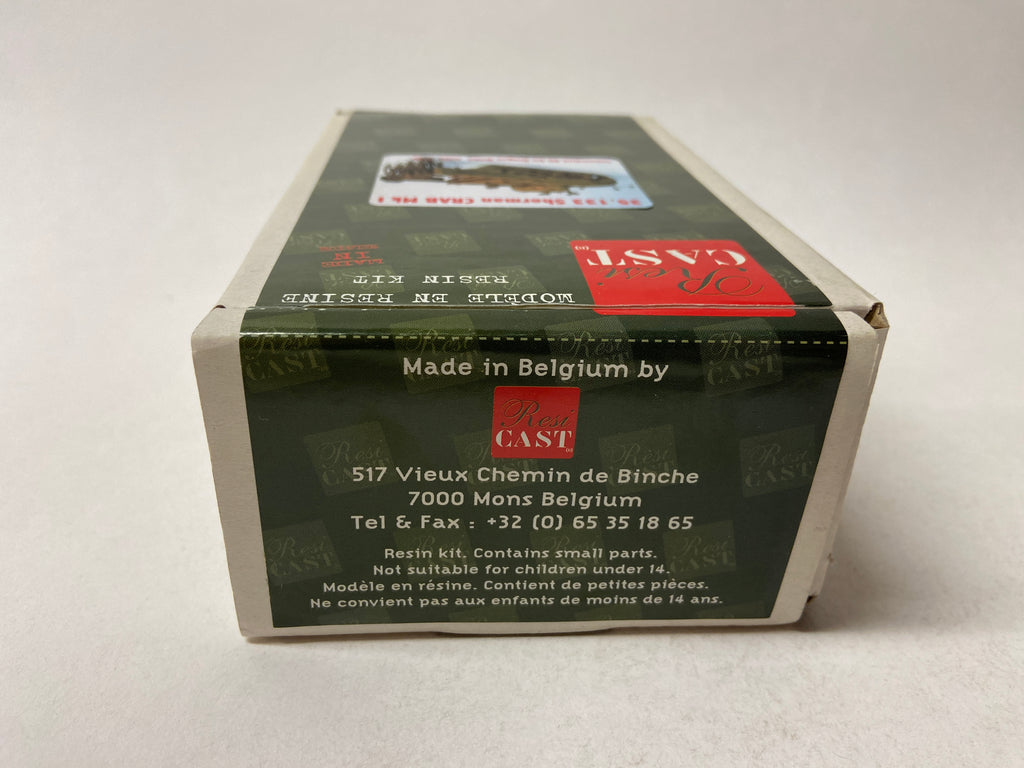 35.133 Sherman CRAB Mk I
MADE
IN
Resi
CAST
RESIN KIT
MODÈLE EN RESINE
Made in Belgium by
Resi
CAST
517 Vieux Chemin de Binche
7000 Mons Belgium
Tel & Fax : +32 (0) 65 35 18 65
Resin kit. Contains small parts.
Not suitable for children under 14.
Modèle en résine. Contient de petites pièces.
Ne convient pas aux enfants de moins de 14 ans.